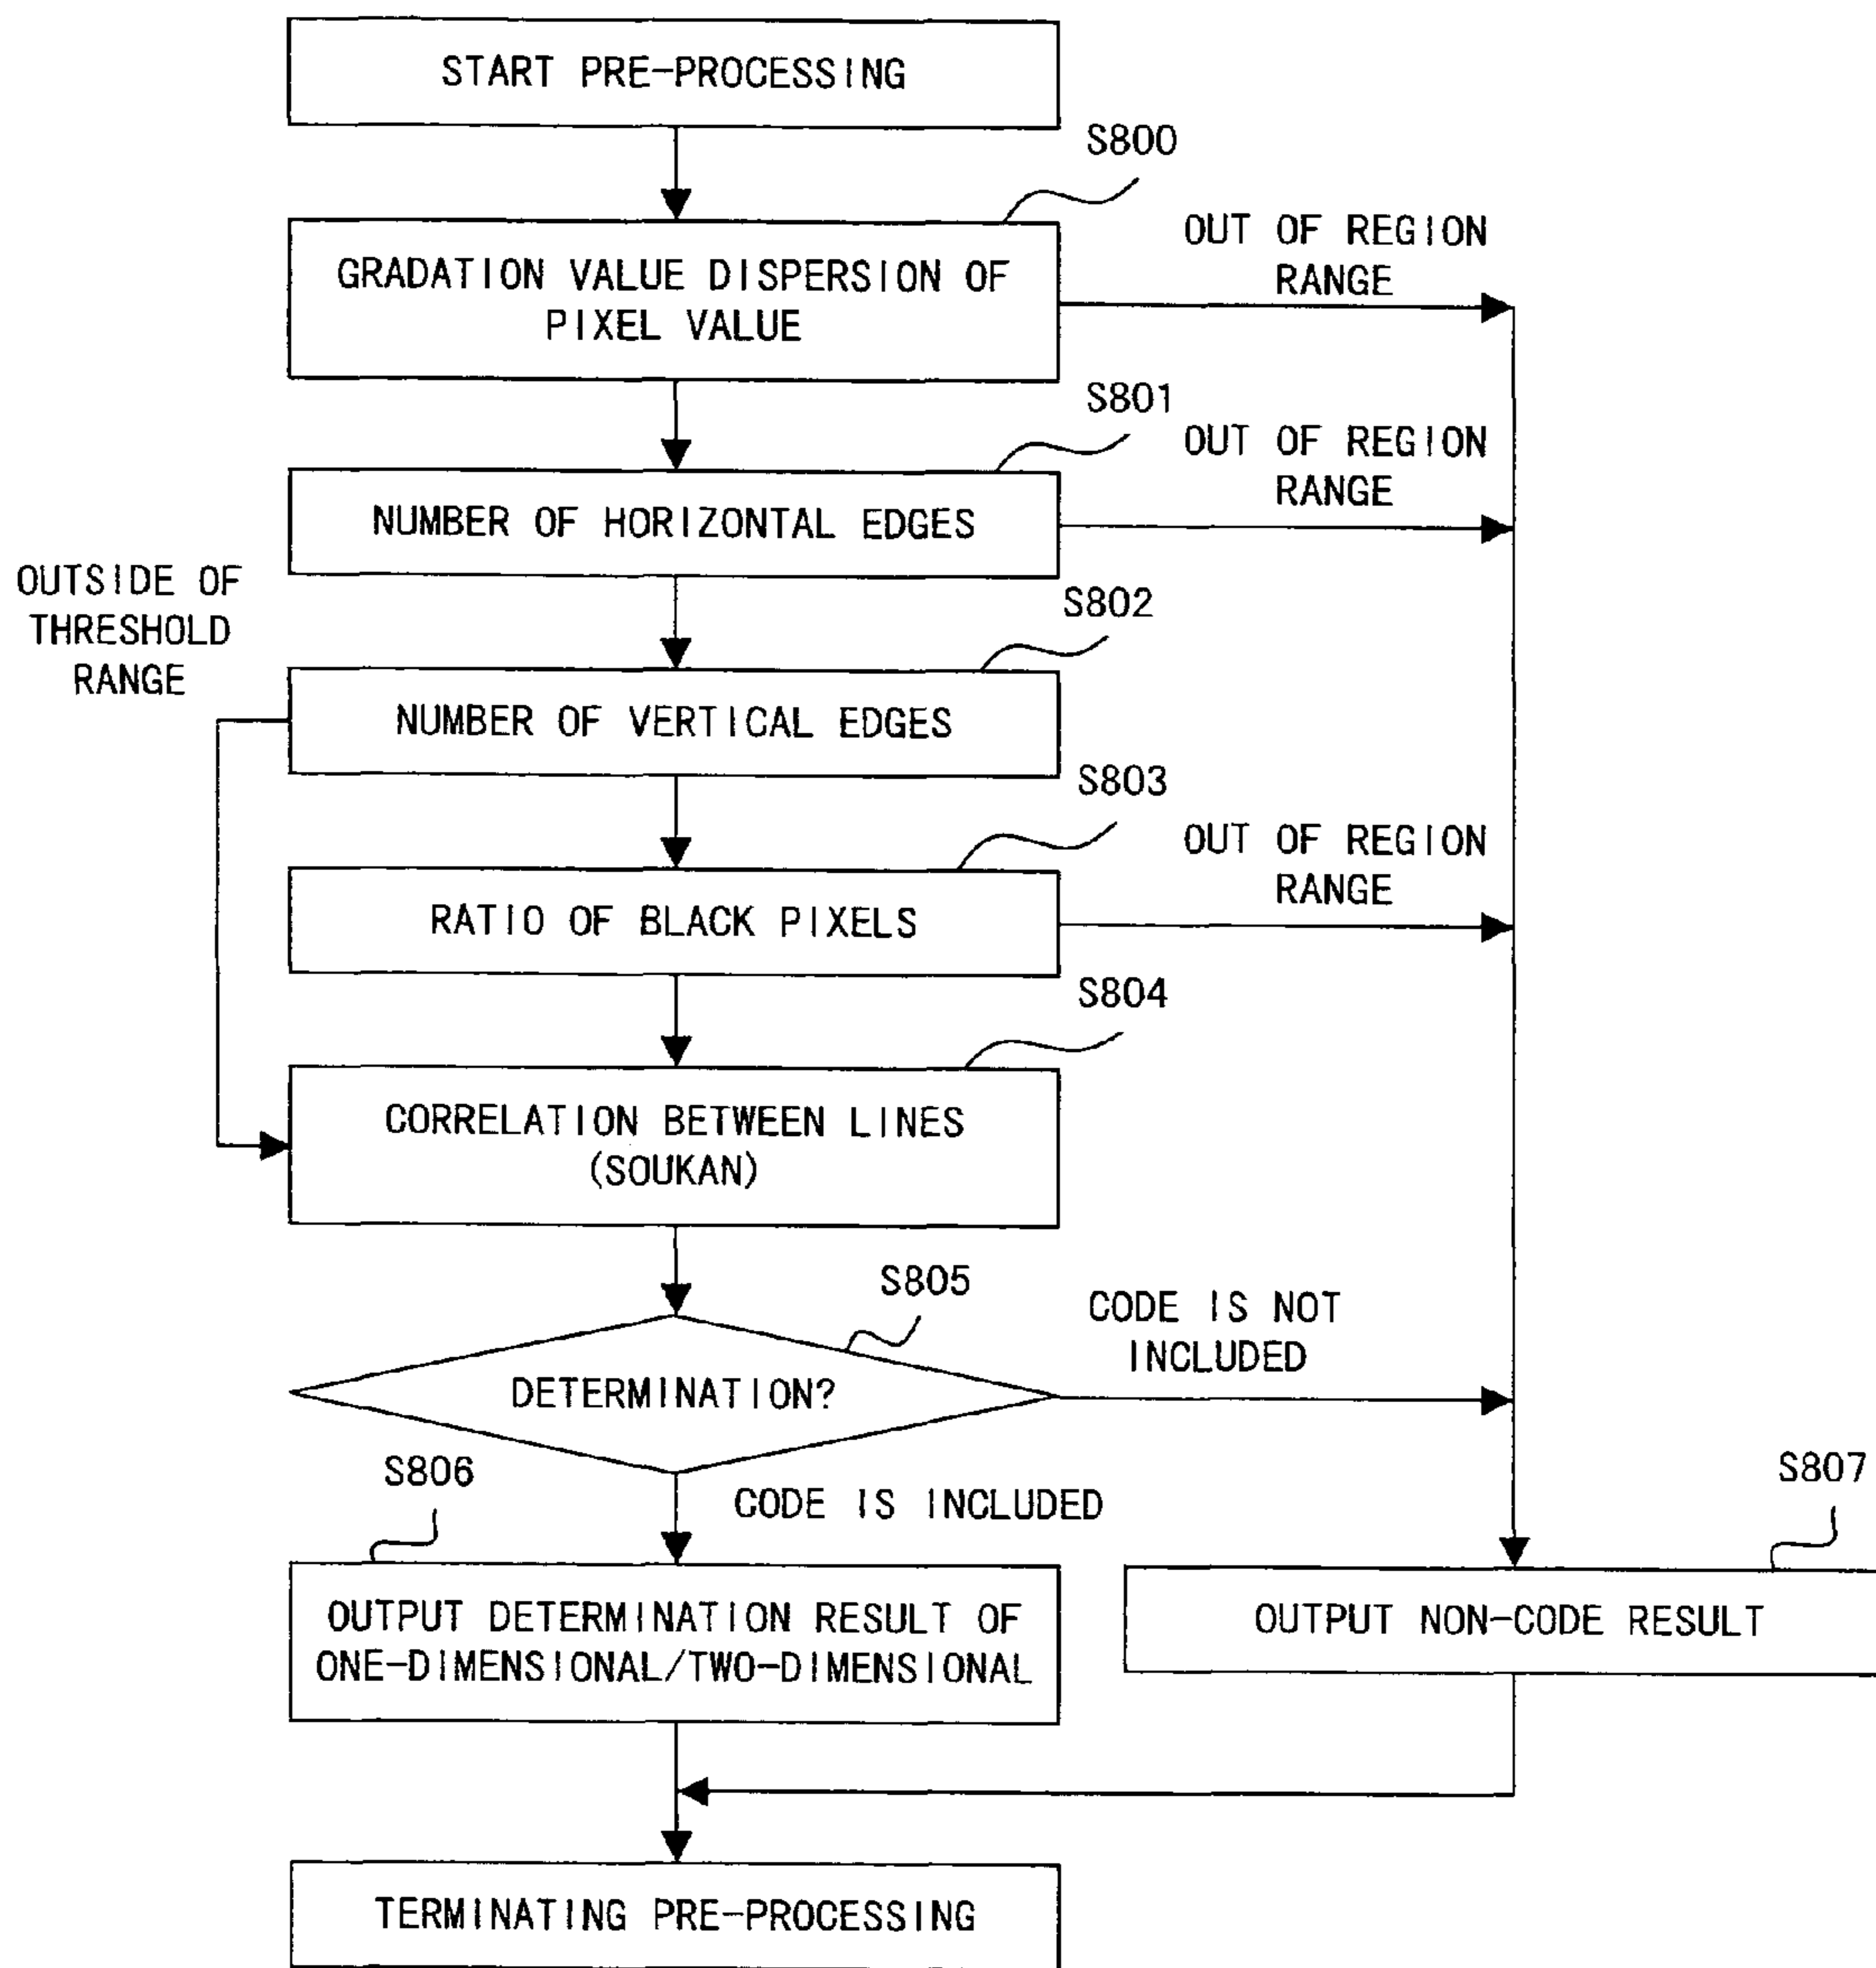 START PRE-PROCESSING
S800
GRADATION VALUE DISPERSION OF
PIXEL VALUE
OUT OF REGION
RANGE
S801
NUMBER OF HORIZONTAL EDGES
OUT OF REGION
RANGE
OUTSIDE OF
THRESHOLD
RANGE
S802
NUMBER OF VERTICAL EDGES
S803
RATIO OF BLACK PIXELS
OUT OF REGION
RANGE
S804
CORRELATION BETWEEN LINES
(SOUKAN)
S805
DETERMINATION?
CODE IS NOT
INCLUDED
S806
CODE IS INCLUDED
S807
OUTPUT DETERMINATION RESULT OF
ONE-DIMENSIONAL/TWO-DIMENSIONAL
OUTPUT NON-CODE RESULT
TERMINATING PRE-PROCESSING